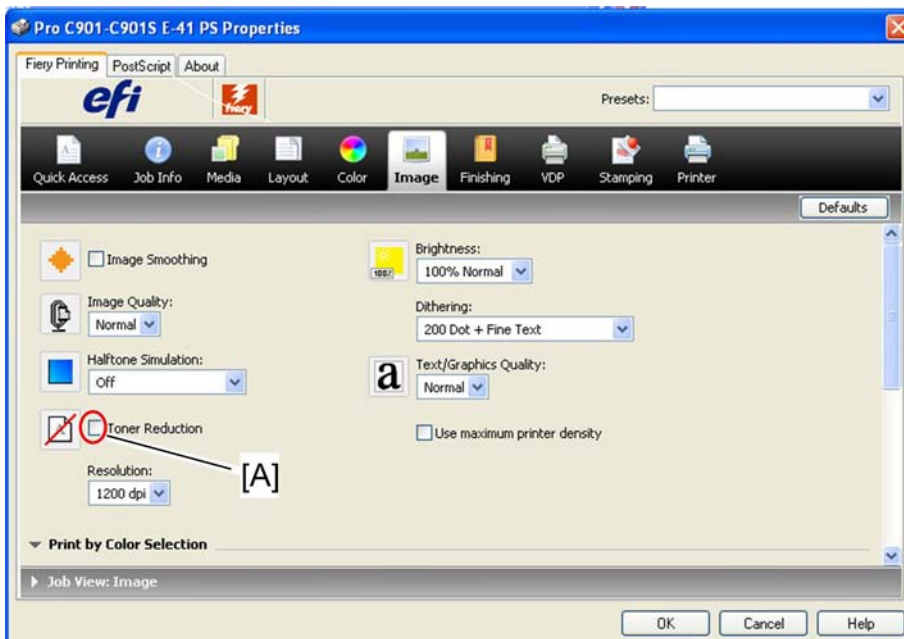 Pro C901-C901S E-41 PS Properties
Fiery Printing PostScript About
efi fiery Presets:
Quick Access Job Info Media Layout Color Image Finishing VDP Stamping Printer
Defaults
Image Smoothing
Image Quality:
Normal
Halftone Simulation:
Off
Toner Reduction
Resolution:
1200 dpi
[A]
100%
Brightness:
100% Normal
Dithering:
200 Dot + Fine Text
a
Text/Graphics Quality:
Normal
Use maximum printer density
Print by Color Selection
Job View: Image
OK Cancel Help